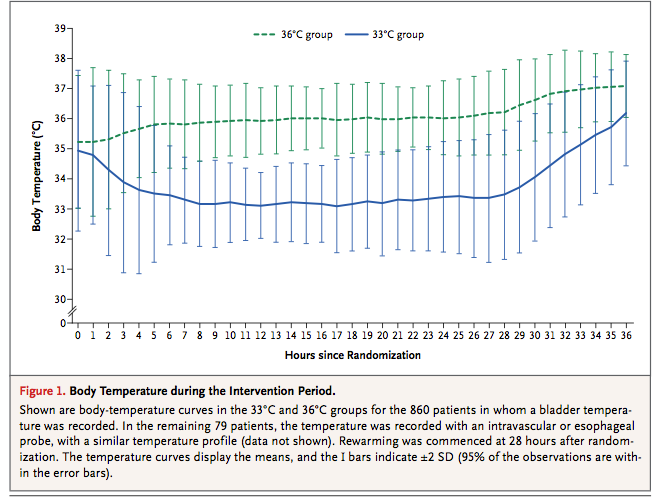 39
36°C group 33°C group
38
37
36
35
34
33
32
31
30
0
Body Temperature (°C)
0 1 2 3 4 5 6 7 8 9 10 11 12 13 14 15 16 17 18 19 20 21 22 23 24 25 26 27 28 29 30 31 32 33 34 35 36
Hours since Randomization
Figure 1. Body Temperature during the Intervention Period.
Shown are body-temperature curves in the 33°C and 36°C groups for the 860 patients in whom a bladder tempera-
ture was recorded. In the remaining 79 patients, the temperature was recorded with an intravascular or esophageal
probe, with a similar temperature profile (data not shown). Rewarming was commenced at 28 hours after random-
ization. The temperature curves display the means, and the I bars indicate ±2 SD (95% of the observations are with-
in the error bars).